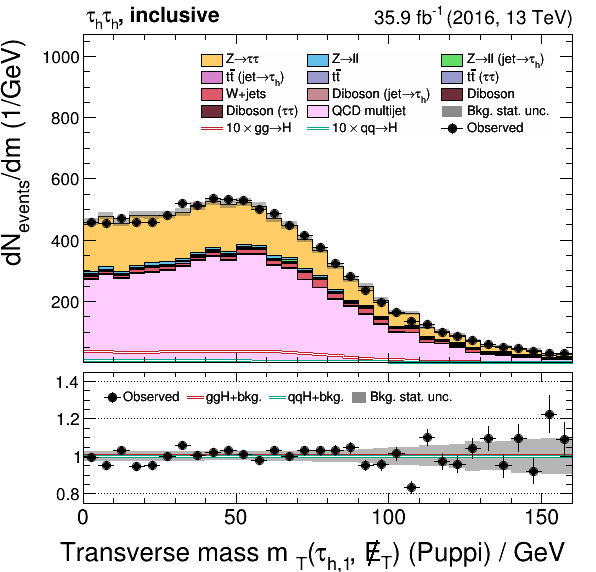 τhτh, inclusive 35.9 fb-1 (2016, 13 TeV)
dNevents/dm (1/GeV)
1000
800
600
400
200
Z→ττ Z→ll Z→ll (jet→τh)
tt̄ (jet→τh) tt̄ tt̄ (ττ)
W+jets Diboson (jet→τh) Diboson
Diboson (ττ) QCD multijet Bkg. stat. unc.
10 × gg→H 10 × qq→H Observed
1.4
1.2
1
0.8
Observed ggH+bkg. qqH+bkg. Bkg. stat. unc.
0 50 100 150
Transverse mass m T(τh,1, E̸T) (Puppi) / GeV